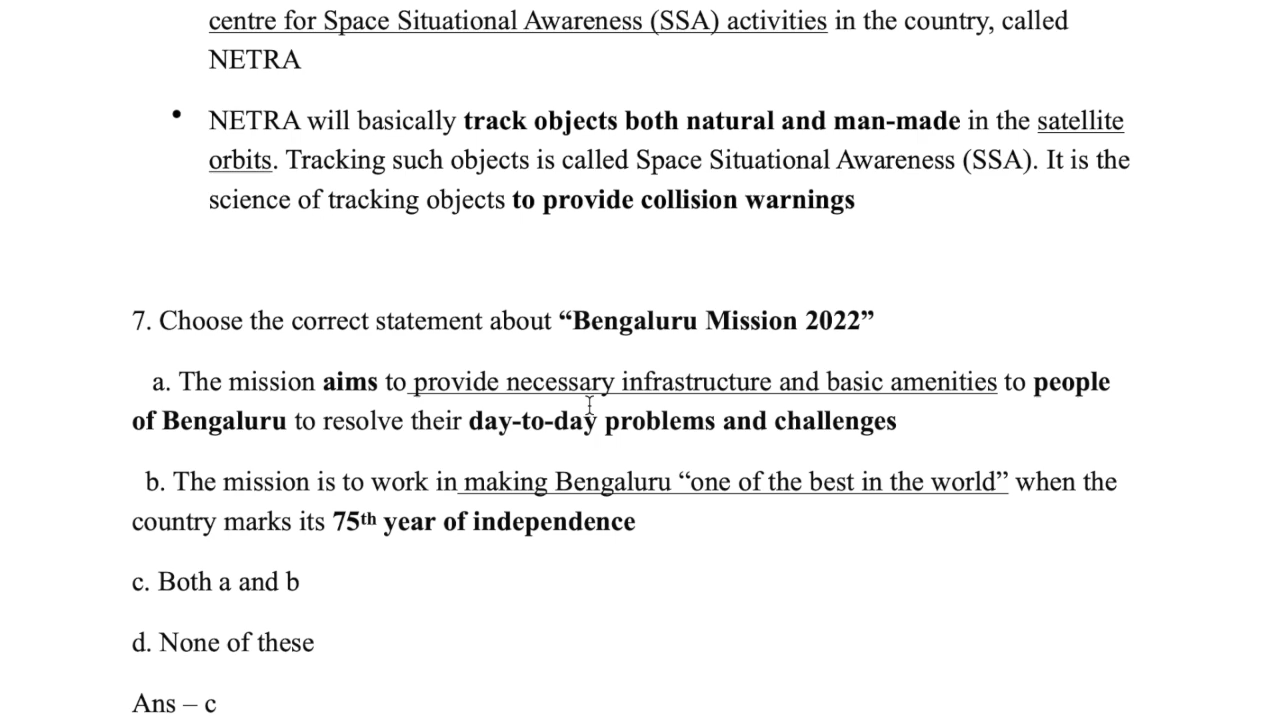 centre for Space Situational Awareness (SSA) activities in the country, called
NETRA
• NETRA will basically track objects both natural and man-made in the satellite
orbits. Tracking such objects is called Space Situational Awareness (SSA). It is the
science of tracking objects to provide collision warnings
7. Choose the correct statement about “Bengaluru Mission 2022”
a. The mission aims to provide necessary infrastructure and basic amenities to people
of Bengaluru to resolve their day-to-day problems and challenges
b. The mission is to work in making Bengaluru “one of the best in the world” when the
country marks its 75th year of independence
c. Both a and b
d. None of these
Ans – c